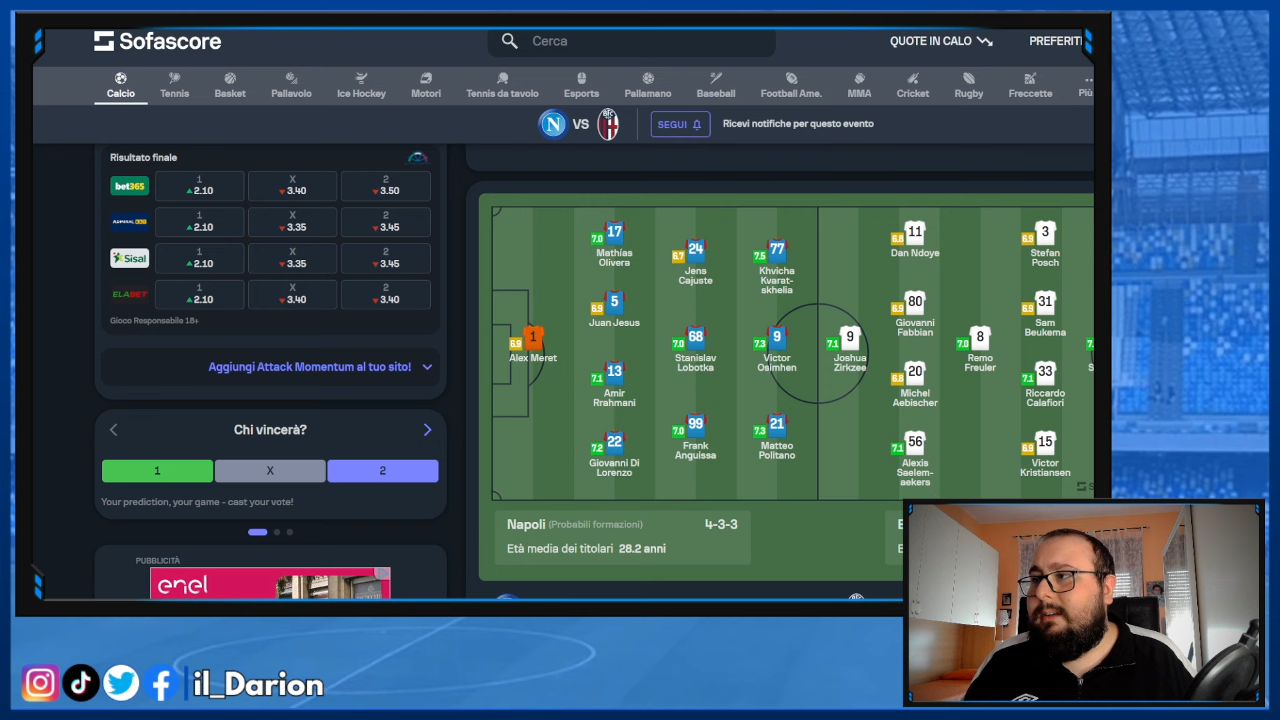 Sofascore
Cerca
QUOTE IN CALO
PREFERITI
Calcio
Tennis
Basket
Pallavolo
Ice Hockey
Motori
Tennis da tavolo
Esports
Pallamano
Baseball
Football Ame.
MMA
Cricket
Rugby
Freccette
Più
N VS BFC
SEGUI
Ricevi notifiche per questo evento
Risultato finale
bet365
1
2.10
X
3.40
2
3.50
ADMIRAL
1
2.10
X
3.35
2
3.45
Sisal
1
2.10
X
3.35
2
3.45
ELABET
1
2.10
X
3.40
2
3.40
Gioco Responsabile 18+
Aggiungi Attack Momentum al tuo sito!
Chi vincerà?
1
X
2
Your prediction, your game - cast your vote!
PUBBLICITÀ
enel
1
6.9
Alex Meret
17
7.0
Mathías
Olivera
5
6.9
Juan Jesus
13
7.1
Amir
Rrahmani
22
7.2
Giovanni Di
Lorenzo
24
6.7
Jens
Cajuste
68
7.0
Stanislav
Lobotka
99
7.0
Frank
Anguissa
77
7.5
Khvicha
Kvarat-
skhelia
9
7.3
Victor
Osimhen
21
7.3
Matteo
Politano
9
7.1
Joshua
Zirkzee
11
6.8
Dan Ndoye
80
6.9
Giovanni
Fabbian
20
6.8
Michel
Aebischer
56
7.1
Alexis
Saelem-
aekers
8
7.0
Remo
Freuler
3
6.9
Stefan
Posch
31
6.9
Sam
Beukema
33
7.1
Riccardo
Calafiori
15
6.9
Victor
Kristiansen
7.
Napoli (Probabili formazioni) 4-3-3
Età media dei titolari 28.2 anni
il_Darion